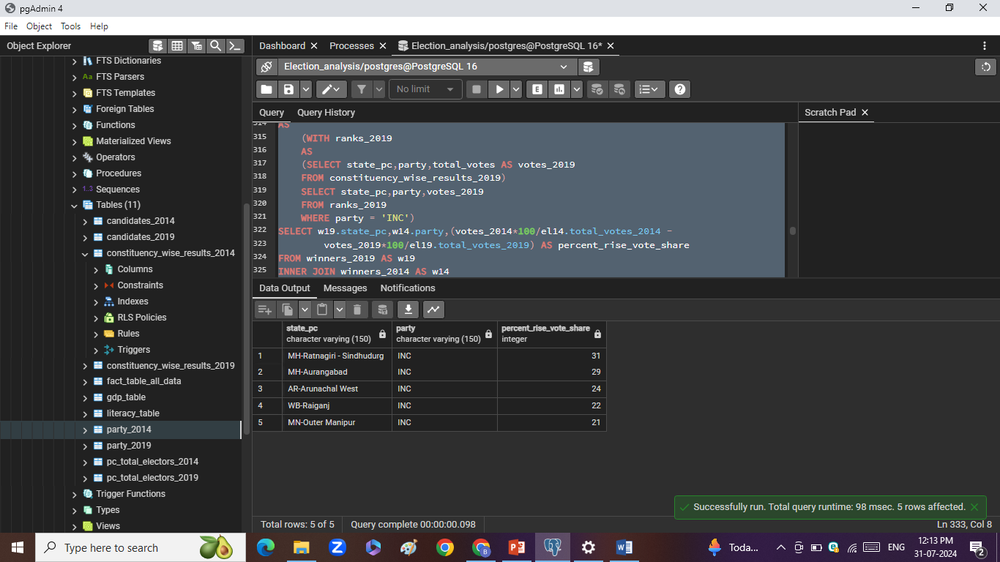 pgAdmin 4
File Object Tools Help
Object Explorer
Dashboard Processes Election_analysis/postgres@PostgreSQL 16*
FTS Dictionaries
Aa FTS Parsers
FTS Templates
Foreign Tables
Functions
Materialized Views
Operators
Procedures
1..3 Sequences
Tables (11)
candidates_2014
candidates_2019
constituency_wise_results_2014
Columns
Constraints
Indexes
RLS Policies
Rules
Triggers
constituency_wise_results_2019
fact_table_all_data
gdp_table
literacy_table
party_2014
party_2019
pc_total_electors_2014
pc_total_electors_2019
Trigger Functions
Types
Views
Election_analysis/postgres@PostgreSQL 16
No limit
E
Query Query History
Scratch Pad
314 AS
315 (WITH ranks_2019
316 AS
317 (SELECT state_pc,party,total_votes AS votes_2019
318 FROM constituency_wise_results_2019)
319 SELECT state_pc,party,votes_2019
320 FROM ranks_2019
321 WHERE party = 'INC')
322 SELECT w19.state_pc,w14.party,(votes_2014*100/el14.total_votes_2014 -
323 votes_2019*100/el19.total_votes_2019) AS percent_rise_vote_share
324 FROM winners_2019 AS w19
325 INNER JOIN winners_2014 AS w14
Data Output Messages Notifications
state_pc party percent_rise_vote_share
character varying (150) character varying (150) integer
1 MH-Ratnagiri - Sindhudurg INC 31
2 MH-Aurangabad INC 29
3 AR-Arunachal West INC 24
4 WB-Raiganj INC 22
5 MN-Outer Manipur INC 21
Successfully run. Total query runtime: 98 msec. 5 rows affected.
Total rows: 5 of 5 Query complete 00:00:00.098 Ln 333, Col 8
Type here to search
Toda...
ENG
12:13 PM
31-07-2024
2